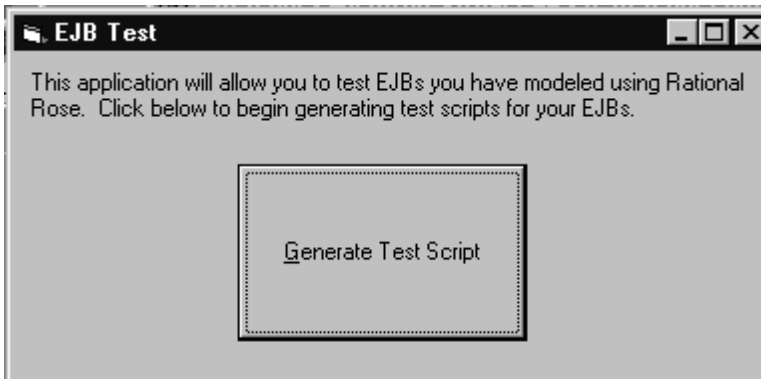 EJB Test
This application will allow you to test EJBs you have modeled using Rational
Rose.  Click below to begin generating test scripts for your EJBs.
Generate Test Script